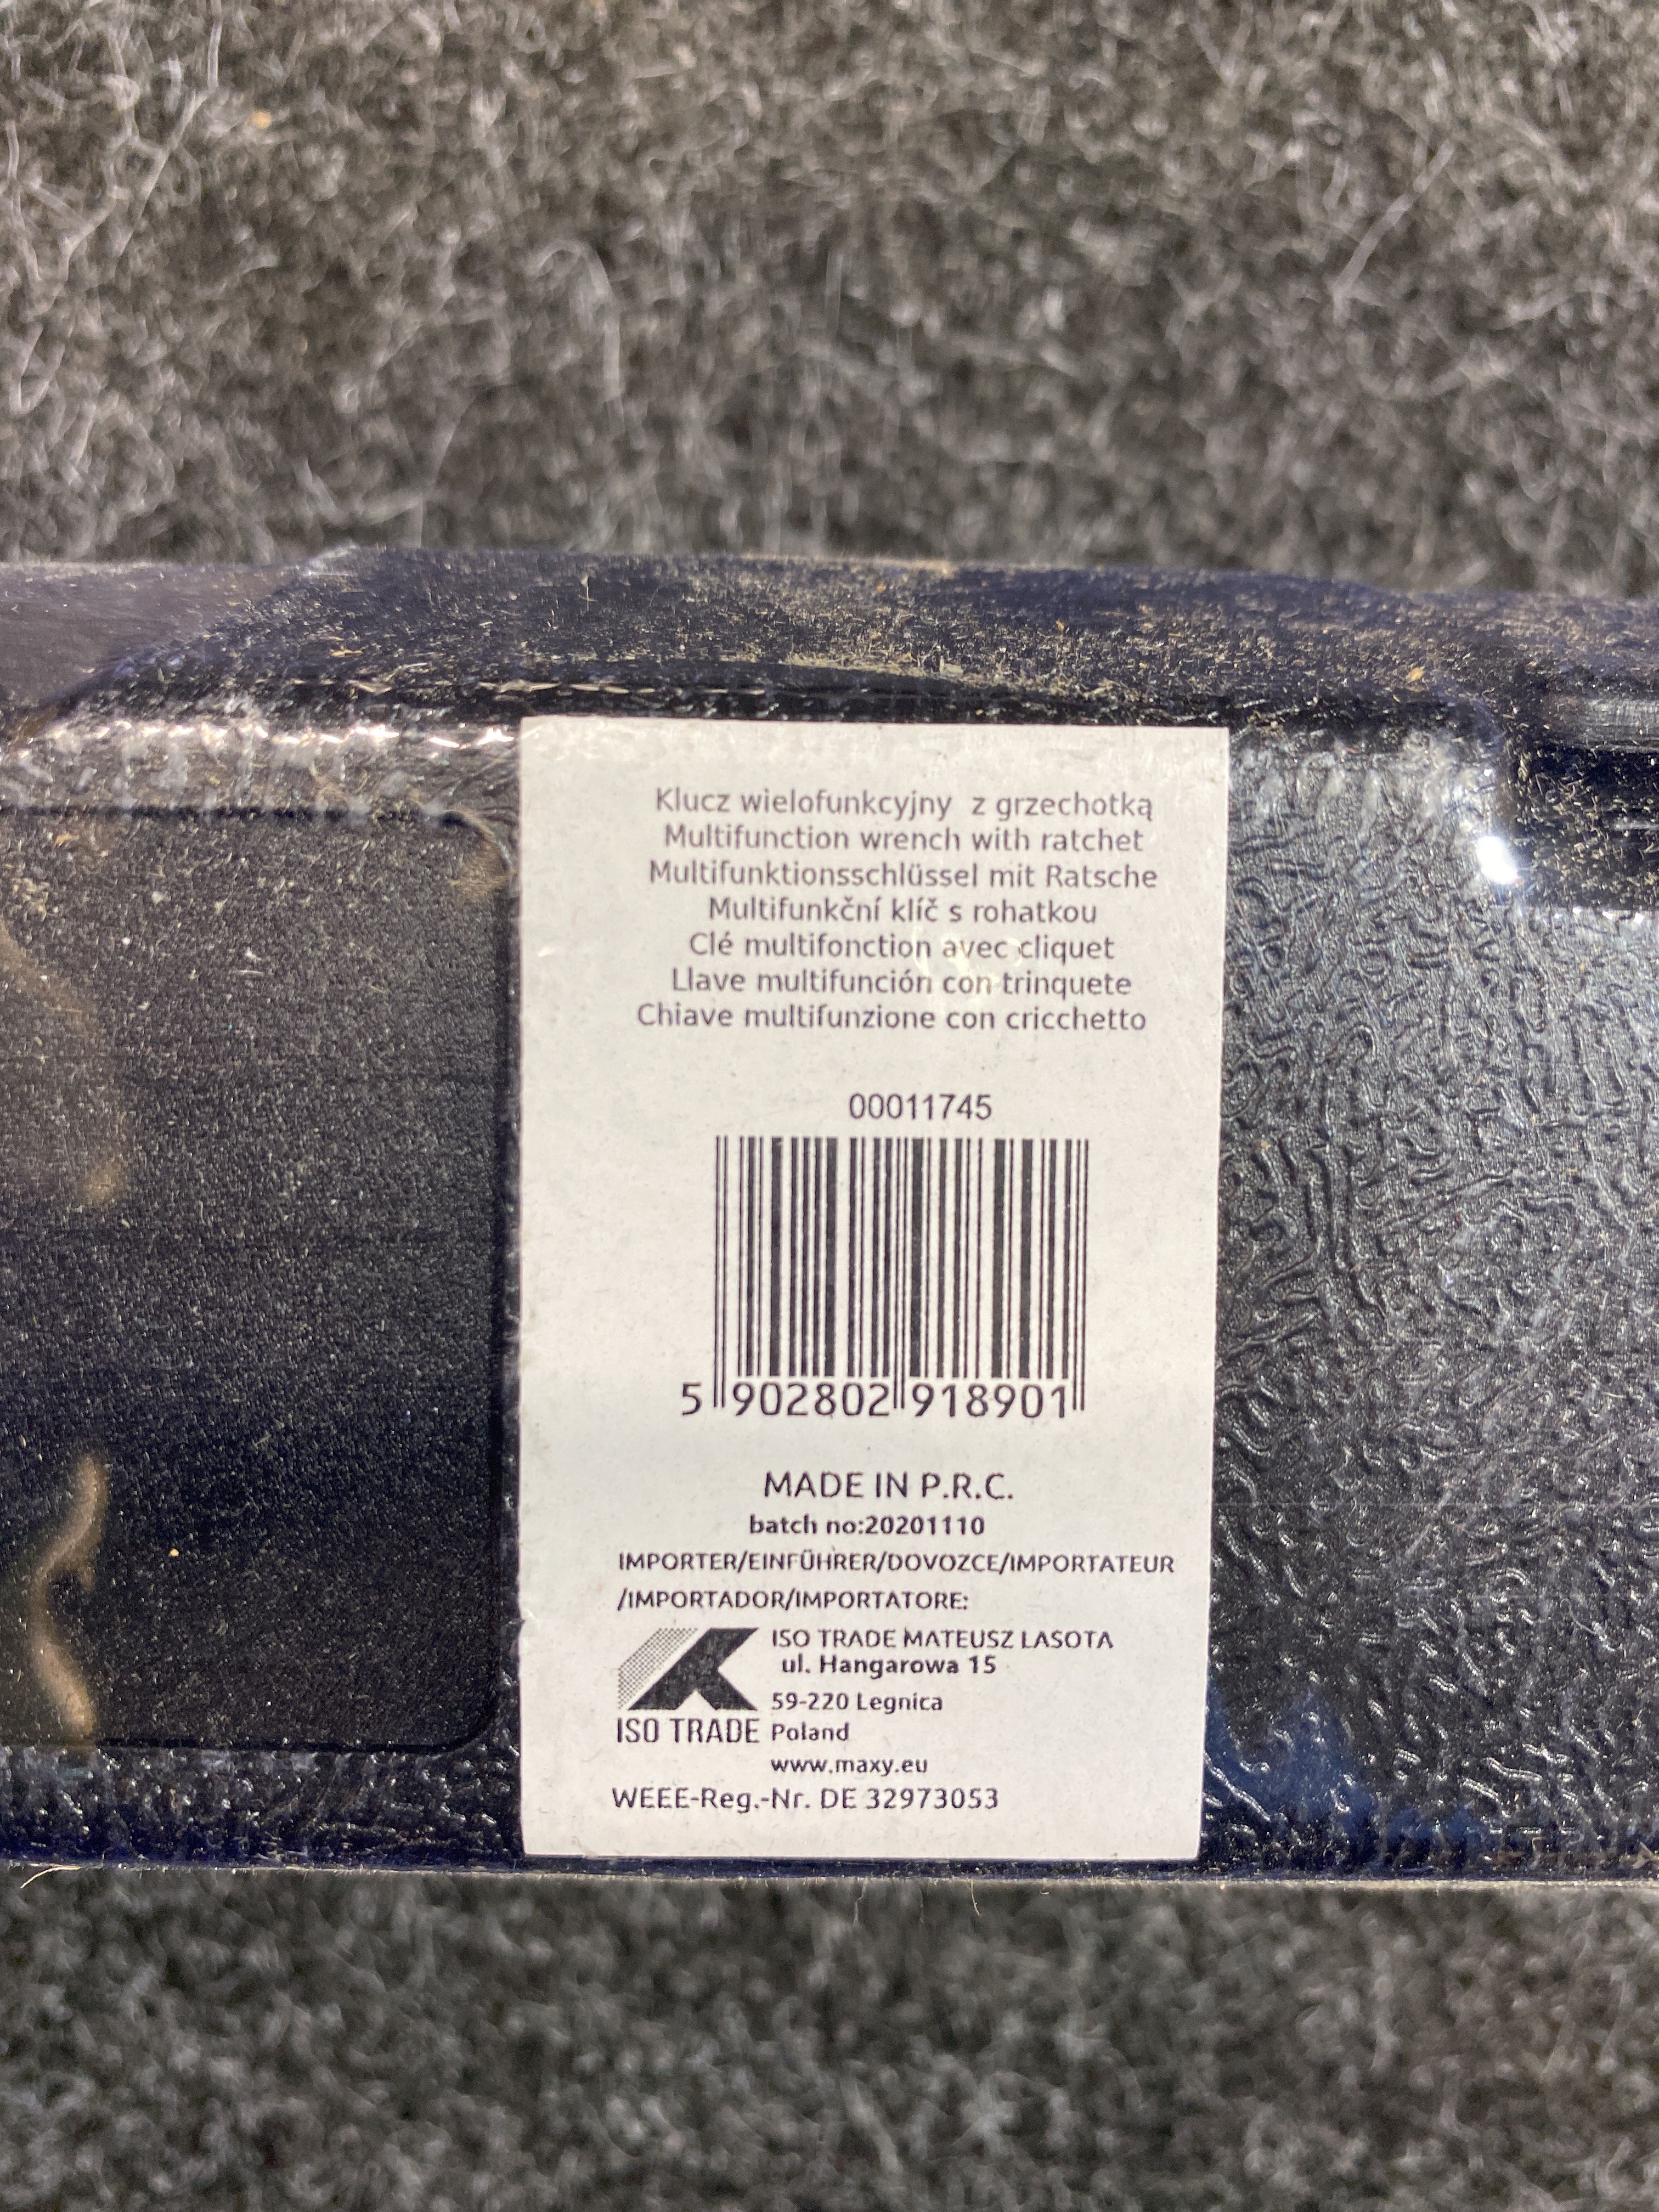 Klucz wielofunkcyjny z grzechotką
Multifunction wrench with ratchet
Multifunktionsschlüssel mit Ratsche
Multifunkční klíč s rohatkou
Clé multifonction avec cliquet
Llave multifunción con trinquete
Chiave multifunzione con cricchetto
00011745
5 902802 918901
MADE IN P.R.C.
batch no:20201110
IMPORTER/EINFÜHRER/DOVOZCE/IMPORTATEUR
/IMPORTADOR/IMPORTATORE:
ISO TRADE MATEUSZ LASOTA
ul. Hangarowa 15
59-220 Legnica
ISO TRADE
Poland
www.maxy.eu
WEEE-Reg.-Nr. DE 32973053